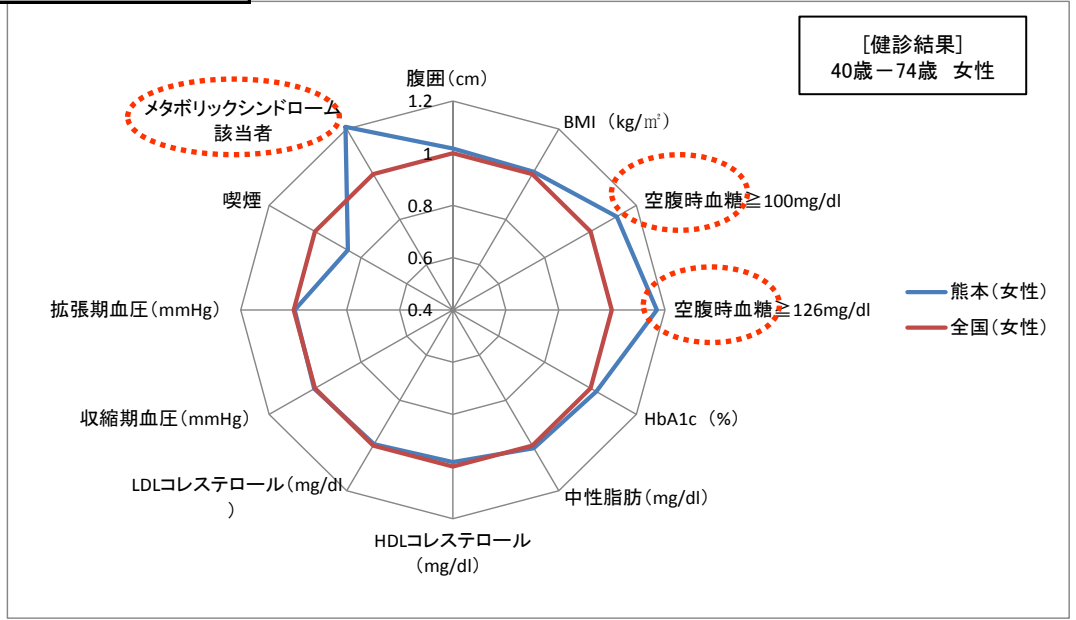 [健診結果]
40歳－74歳 女性
腹囲(cm)
BMI (kg/㎡)
空腹時血糖≧100mg/dl
空腹時血糖≧126mg/dl
HbA1c (%)
中性脂肪(mg/dl)
HDLコレステロール
(mg/dl)
LDLコレステロール(mg/dl
)
収縮期血圧(mmHg)
拡張期血圧(mmHg)
喫煙
メタボリックシンドローム
該当者
1.2
1
0.8
0.6
0.4
熊本(女性)
全国(女性)